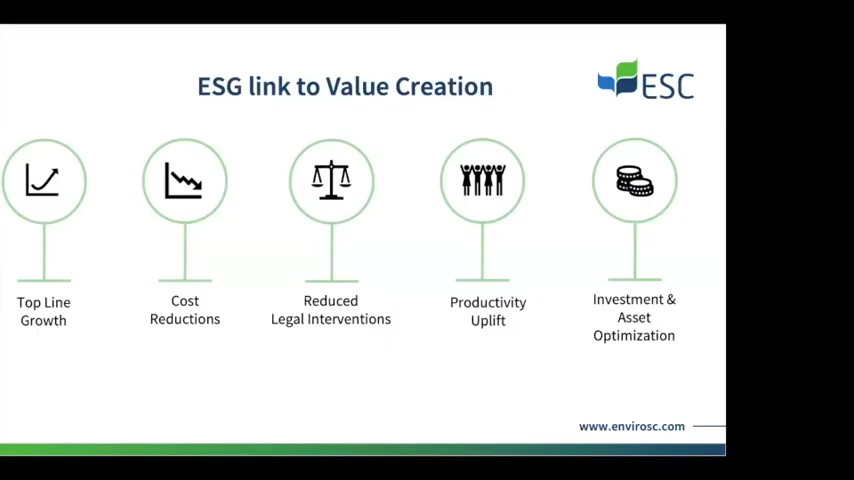 ESG link to Value Creation
ESC
Top Line
Growth
Cost
Reductions
Reduced
Legal Interventions
Productivity
Uplift
Investment &
Asset
Optimization
www.envirosc.com